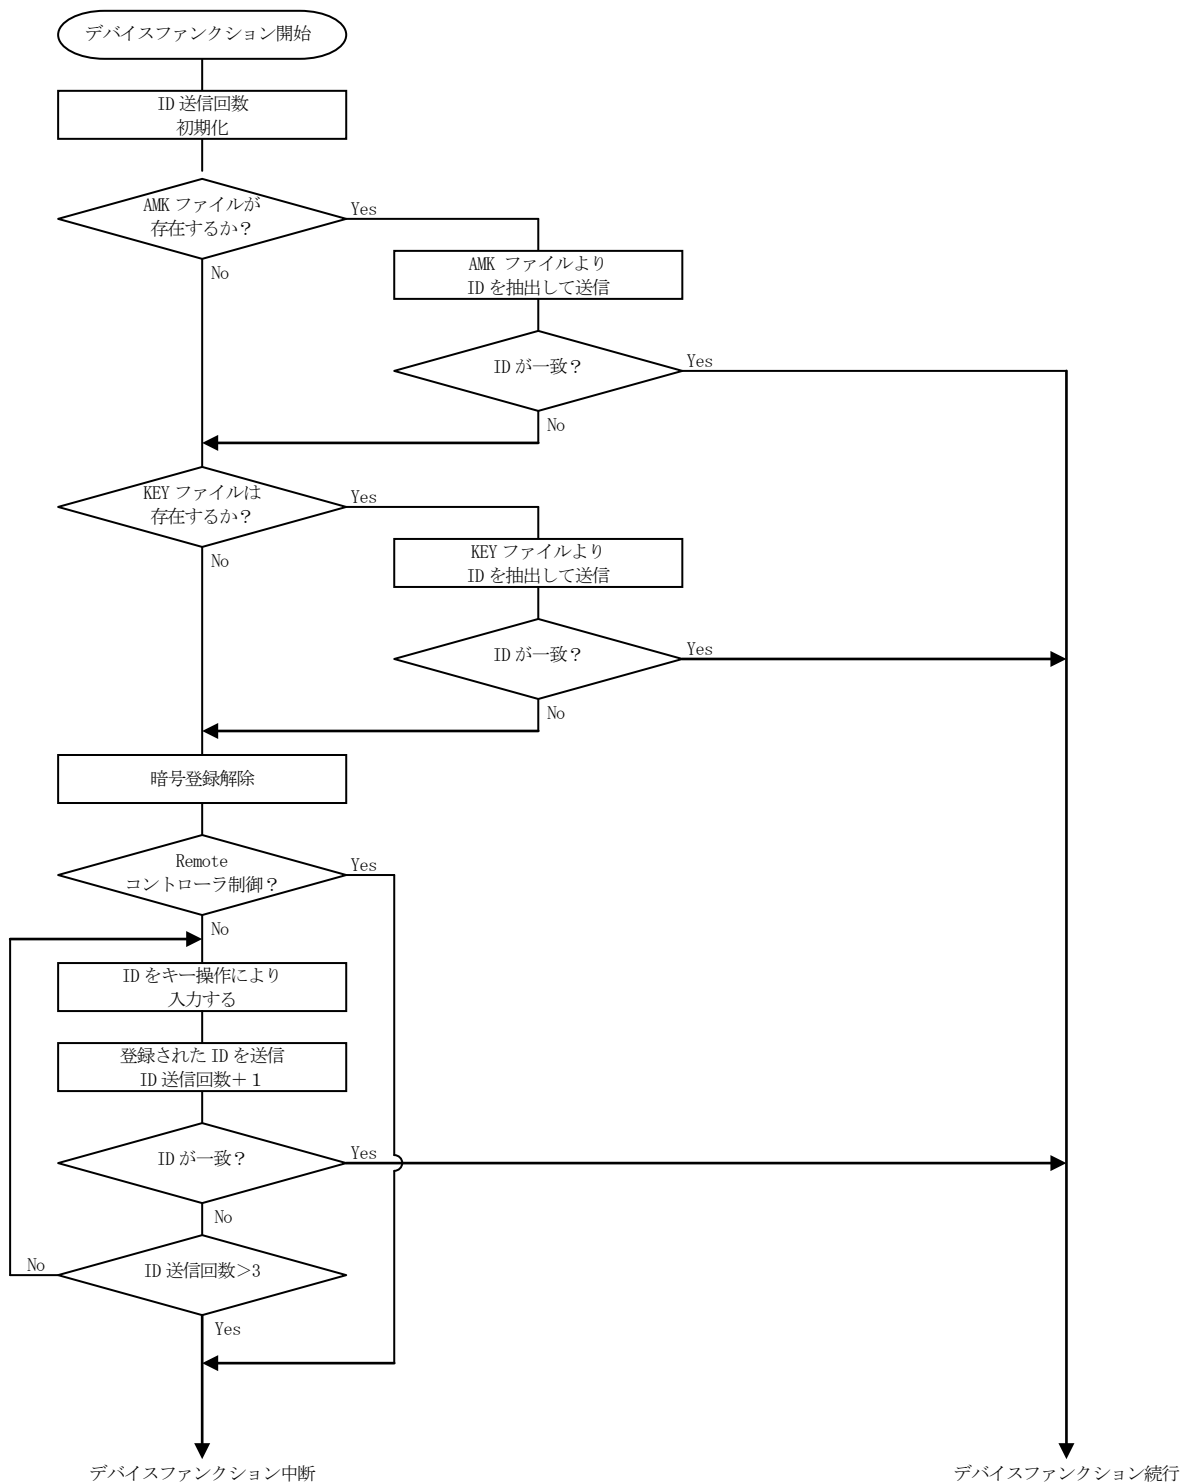 デバイスファンクション開始
ID 送信回数
初期化
AMK ファイルが
存在するか？
Yes
No
AMK ファイルより
ID を抽出して送信
ID が一致？
Yes
No
KEY ファイルは
存在するか？
Yes
No
KEY ファイルより
ID を抽出して送信
ID が一致？
Yes
No
暗号登録解除
Remote
コントローラ制御？
Yes
No
ID をキー操作により
入力する
登録された ID を送信
ID 送信回数＋１
ID が一致？
Yes
No
ID 送信回数＞3
No
Yes
デバイスファンクション中断
デバイスファンクション続行